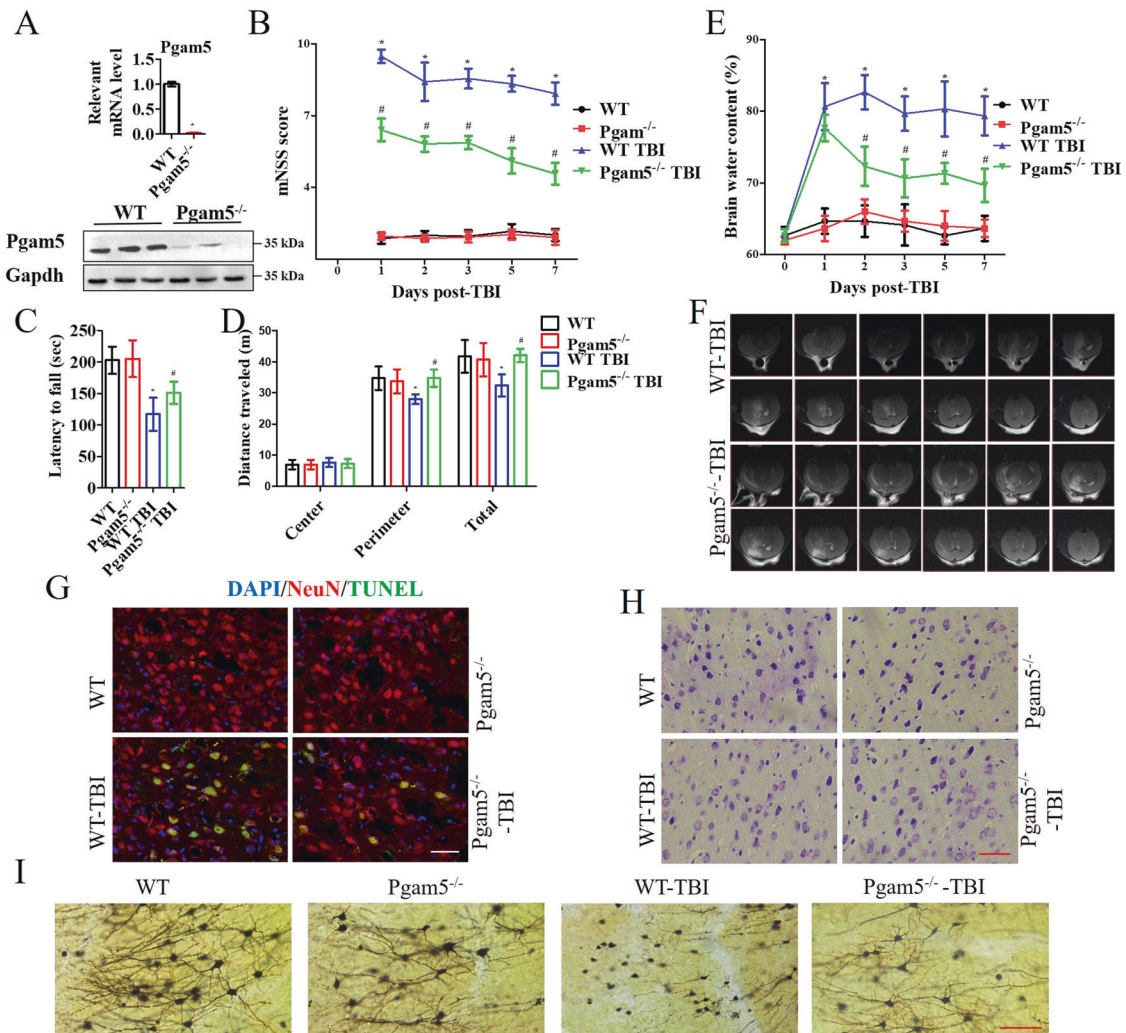 A
Pgam5
Relevant
mRNA level
1.5
1.0
0.5
0.0
*
WT
Pgam5-/-
WT Pgam5-/-
Pgam5
35 kDa
Gapdh
35 kDa
B
mNSS score
10
7
4
* * * * *
# # # # #
0 1 2 3 5 7
Days post-TBI
WT
Pgam-/-
WT TBI
Pgam5-/- TBI
E
Brain water content (%)
90
80
70
60
* * * * *
# # # #
0 1 2 3 5 7
Days post-TBI
C
Latency to fall (sec)
250
200
150
100
50
0
* #
WT
Pgam5-/-
WT TBI
Pgam5-/- TBI
D
Diatance traveled (m)
50
40
30
20
10
0
* # * #
Center
Perimeter
Total
WT
Pgam5-/-
WT TBI
Pgam5-/- TBI
F
WT-TBI
Pgam5-/--TBI
G
DAPI/NeuN/TUNEL
WT
Pgam5-/-
WT-TBI
Pgam5-/-
-TBI
H
WT
Pgam5-/-
WT-TBI
Pgam5-/-
-TBI
I
WT Pgam5-/- WT-TBI Pgam5-/- -TBI